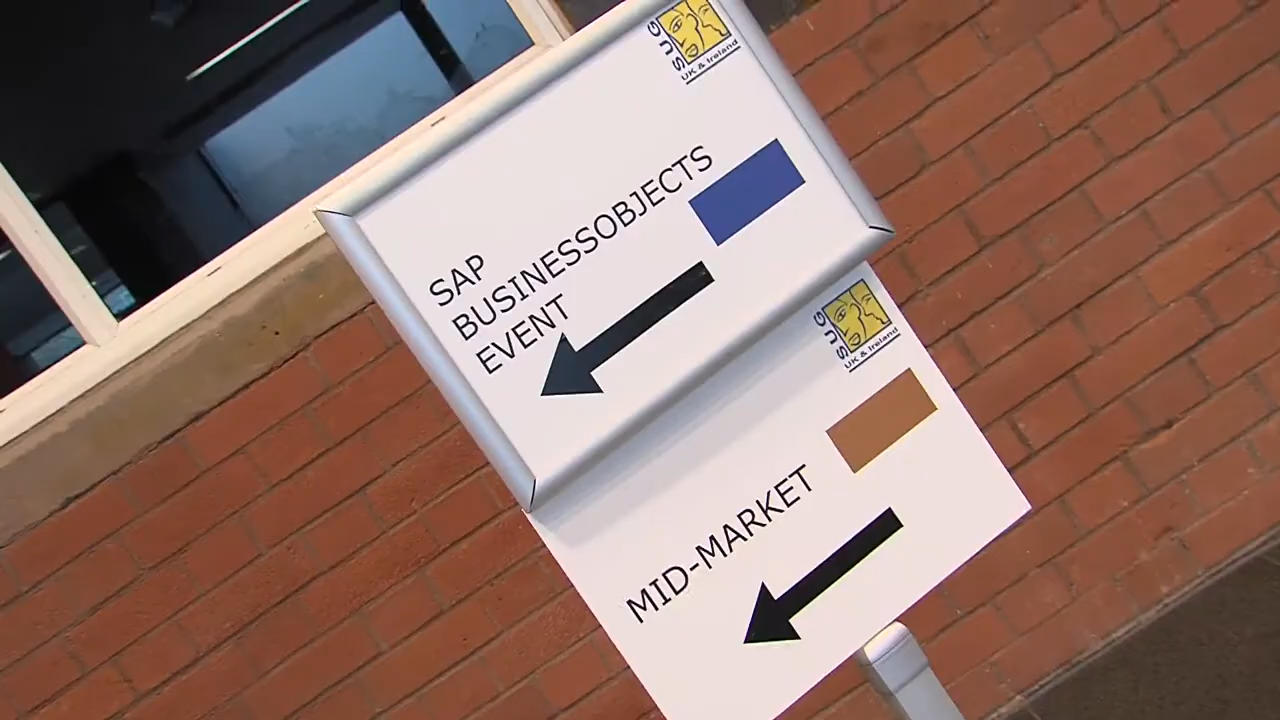 SUG
UK & Ireland
SAP
BUSINESSOBJECTS
EVENT
SUG
UK & Ireland
MID-MARKET